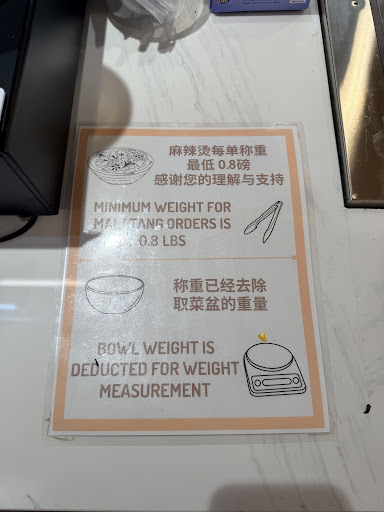 麻辣烫每单称重
最低 0.8磅
感谢您的理解与支持
MINIMUM WEIGHT FOR
MALATANG ORDERS IS
0.8 LBS
称重已经去除
取菜盆的重量
BOWL WEIGHT IS
DEDUCTED FOR WEIGHT
MEASUREMENT